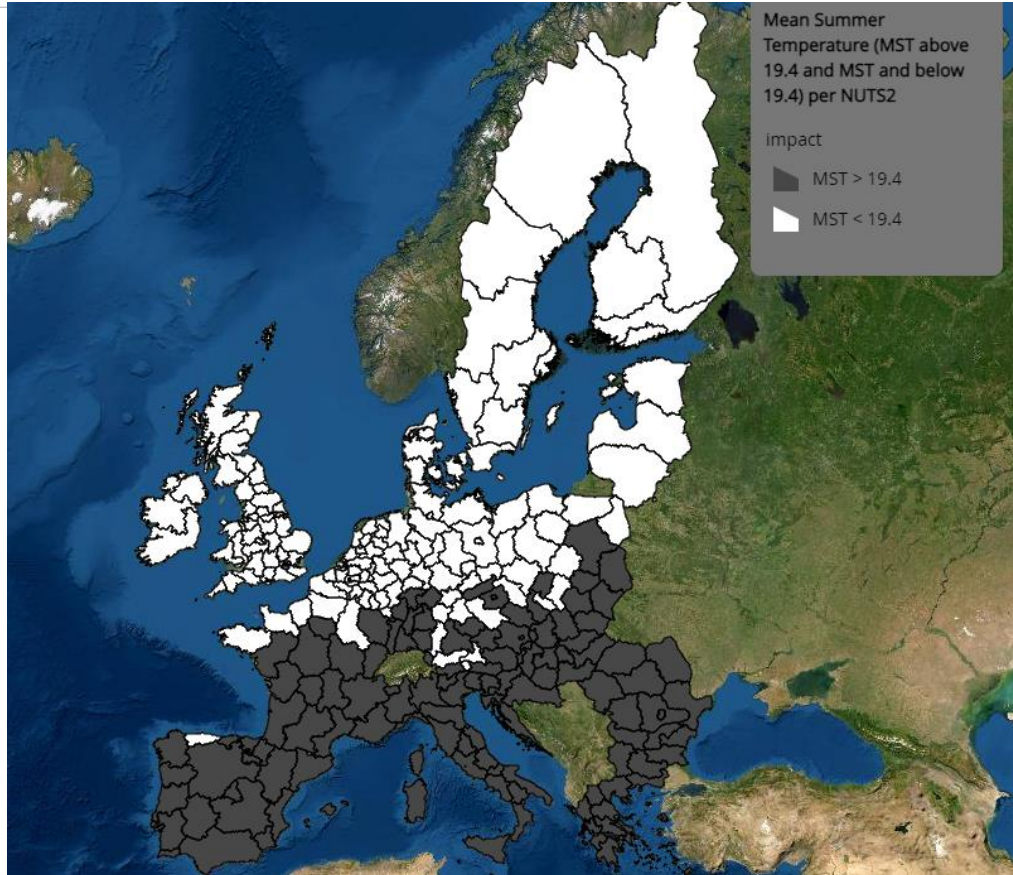 Mean Summer
Temperature (MST above
19.4 and MST and below
19.4) per NUTS2
impact
MST > 19.4
MST < 19.4